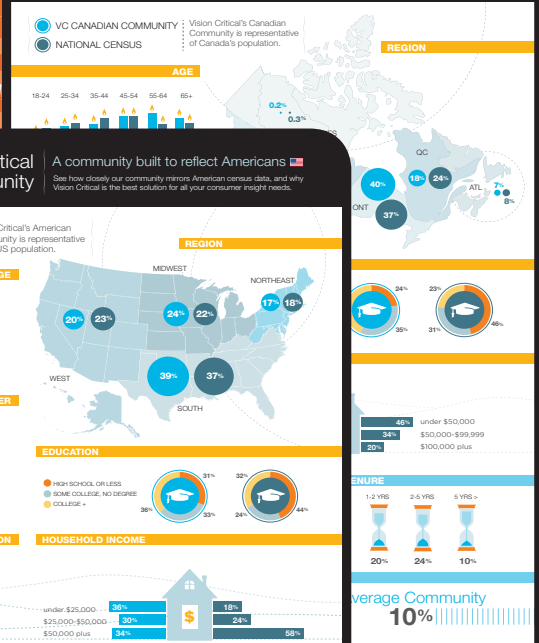 VC CANADIAN COMMUNITY
NATIONAL CENSUS
Vision Critical's Canadian
Community is representative
of Canada's population.
REGION
AGE
18-24 25-34 35-44 45-54 55-64 65+
0.2%
0.3%
QC
18% 24%
40%
ONT
37%
ATL
7%
8%
24%
35%
23%
31%
46%
46% under $50,000
34% $50,000-$99,999
20% $100,000 plus
ENURE
1-2 YRS 2-5 YRS 5 YRS >
20% 24% 10%
verage Community
10%
tical
unity
A community built to reflect Americans
See how closely our community mirrors American census data, and why
Vision Critical is the best solution for all your consumer insight needs.
Critical's American
unity is representative
US population.
REGION
GE
MIDWEST
NORTHEAST
17% 18%
20% 23%
24% 22%
39% 37%
WEST
SOUTH
ER
EDUCATION
HIGH SCHOOL OR LESS
SOME COLLEGE, NO DEGREE
COLLEGE +
31%
36%
33%
32%
24%
44%
ON
HOUSEHOLD INCOME
$
under $25,000 36% 18%
$25,000-$50,000 30% 24%
$50,000 plus 34% 58%